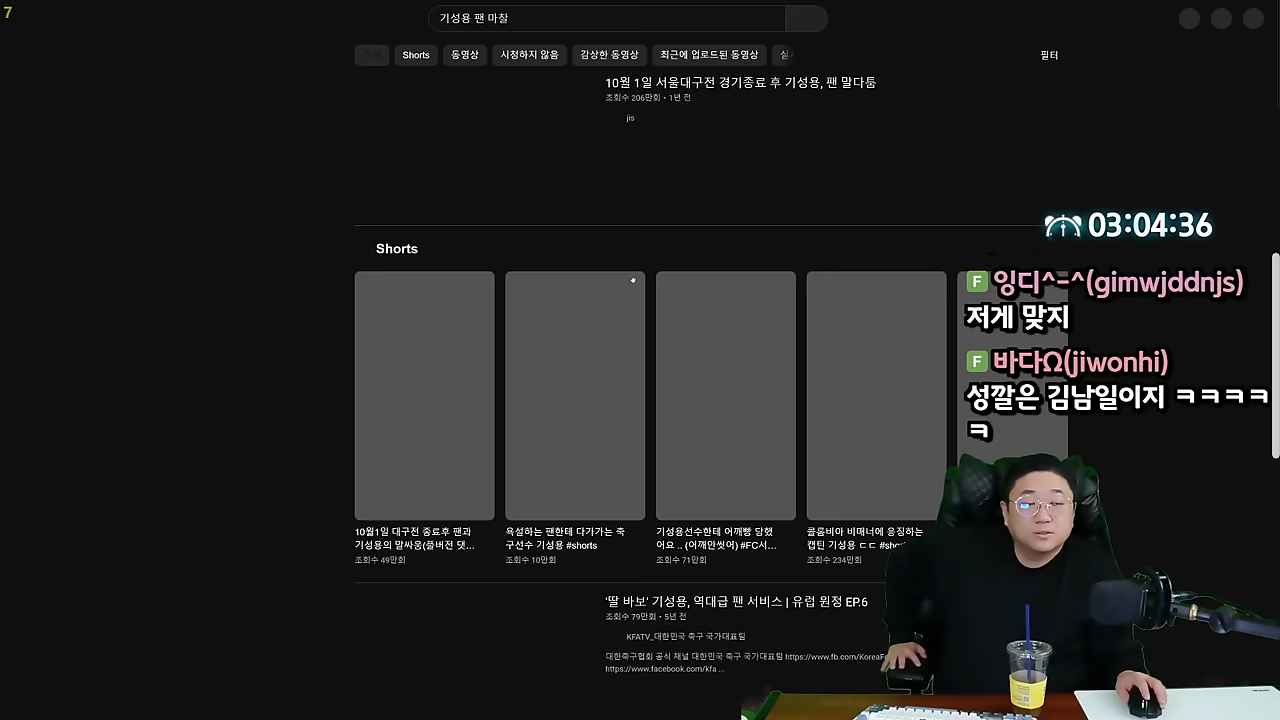 7
기성용 팬 마찰
Shorts
동영상
시청하지 않음
감상한 동영상
최근에 업로드된 동영상
필터
10월 1일 서울대구전 경기종료 후 기성용, 팬 말다툼
조회수 206만회 • 1년 전
jis
03:04:36
Shorts
F 잉디^-^(gimwjddnjs)
저게 맞지
F 바다Ω(jiwonhi)
성깔은 김남일이지 ㅋㅋㅋㅋ
ㅋ
10월1일 대구전 종료후 팬과
기성용의 말싸움(풀버전 댓...
조회수 49만회
욕설하는 팬한테 다가가는 축
구선수 기성용 #shorts
조회수 10만회
기성용선수한테 어깨빵 당했
어요 .. (어깨안씻어) #FC시...
조회수 71만회
콜롬비아 비매너에 응징하는
캡틴 기성용 ㄷㄷ
조회수 234만회
'딸 바보' 기성용, 역대급 팬 서비스 | 유럽 원정 EP.6
조회수 79만회 • 5년 전
KFATV_대한민국 축구 국가대표팀
대한축구협회 공식 채널 대한민국 축구 국가대표팀 https://www.fb.com/KoreaF
https://www.facebook.com/kfa ...